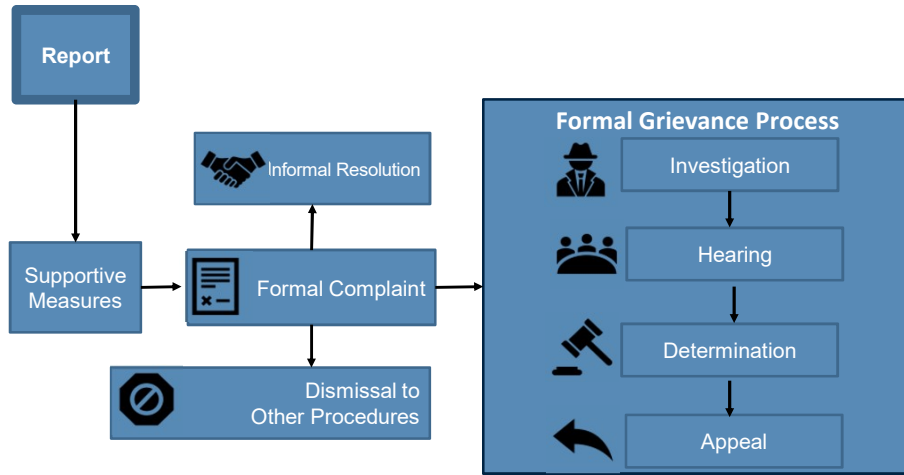 Report
Formal Grievance Process
Informal Resolution
Investigation
Supportive
Measures
Formal Complaint
Hearing
Determination
Dismissal to
Other Procedures
Appeal